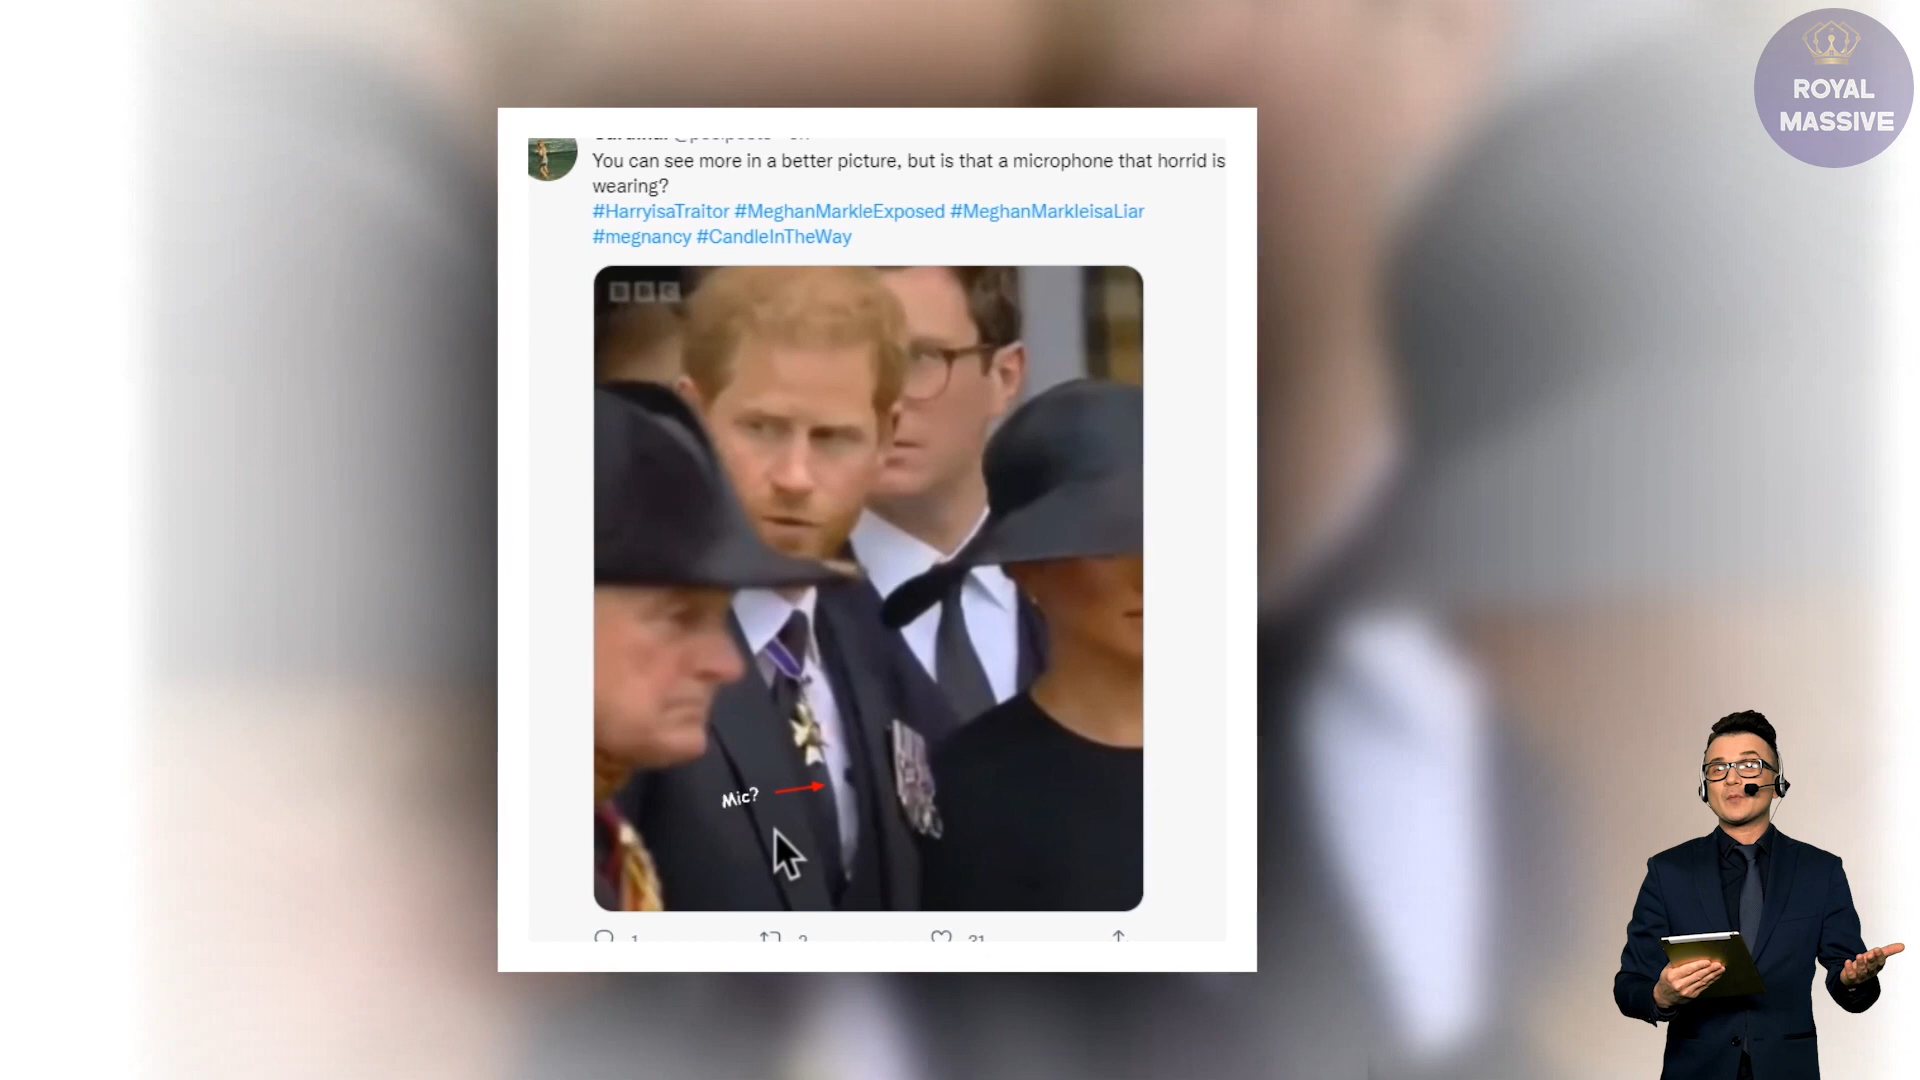 ROYAL
MASSIVE
You can see more in a better picture, but is that a microphone that horrid is
wearing?
#HarryisaTraitor #MeghanMarkleExposed #MeghanMarkleisaLiar
#megnancy #CandleInTheWay
BBC
Mic?